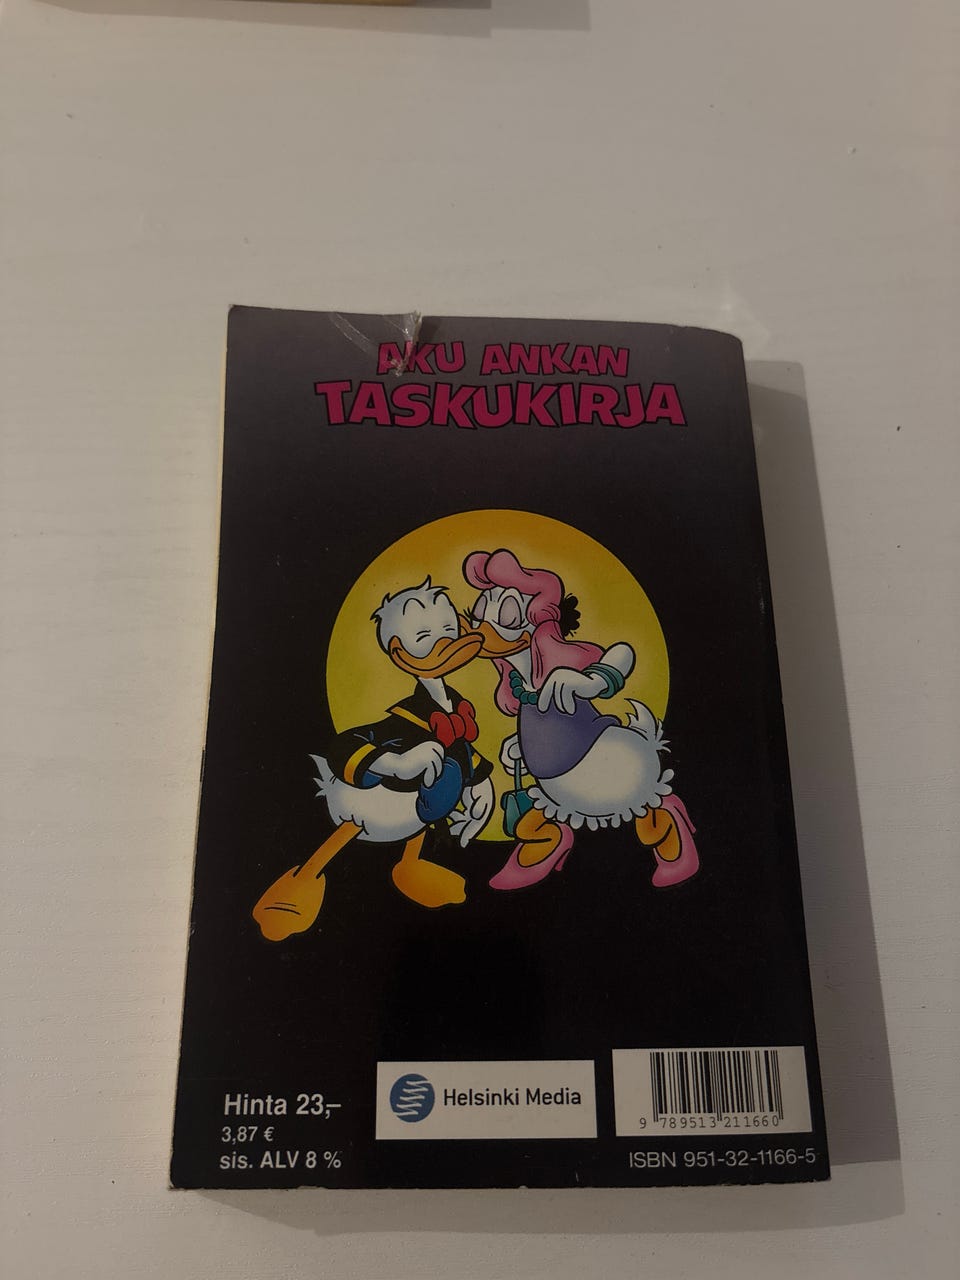 AKU ANKAN
TASKUKIRJA
Hinta 23,–
3,87 €
sis. ALV 8 %
Helsinki Media
9 789513 211660
ISBN 951-32-1166-5